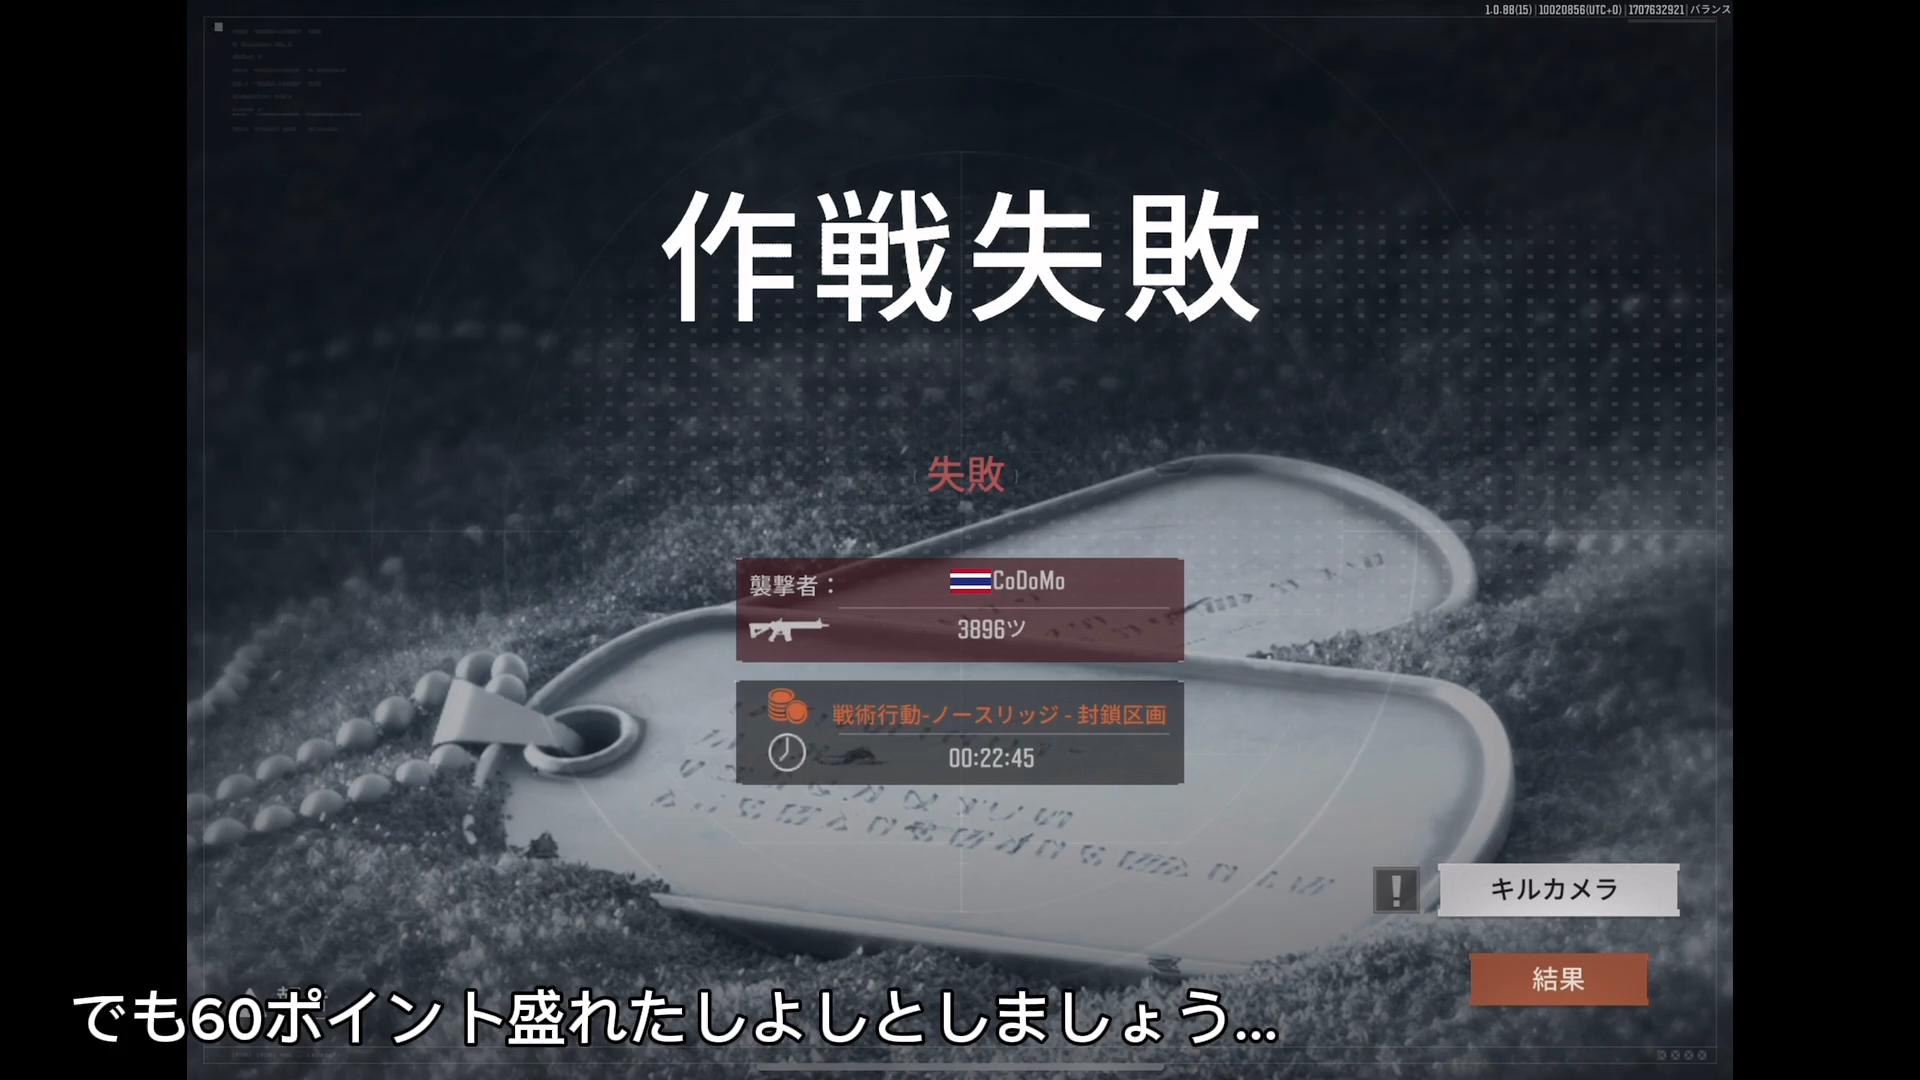 1.0.88(15) | 10020856(UTC+0) | 1707632921 | バランス
作戦失敗
失敗
襲撃者：
CoDoMo
3896ツ
戦術行動-ノースリッジ - 封鎖区画
00:22:45
キルカメラ
結果
でも60ポイント盛れたしよしとしましょう...